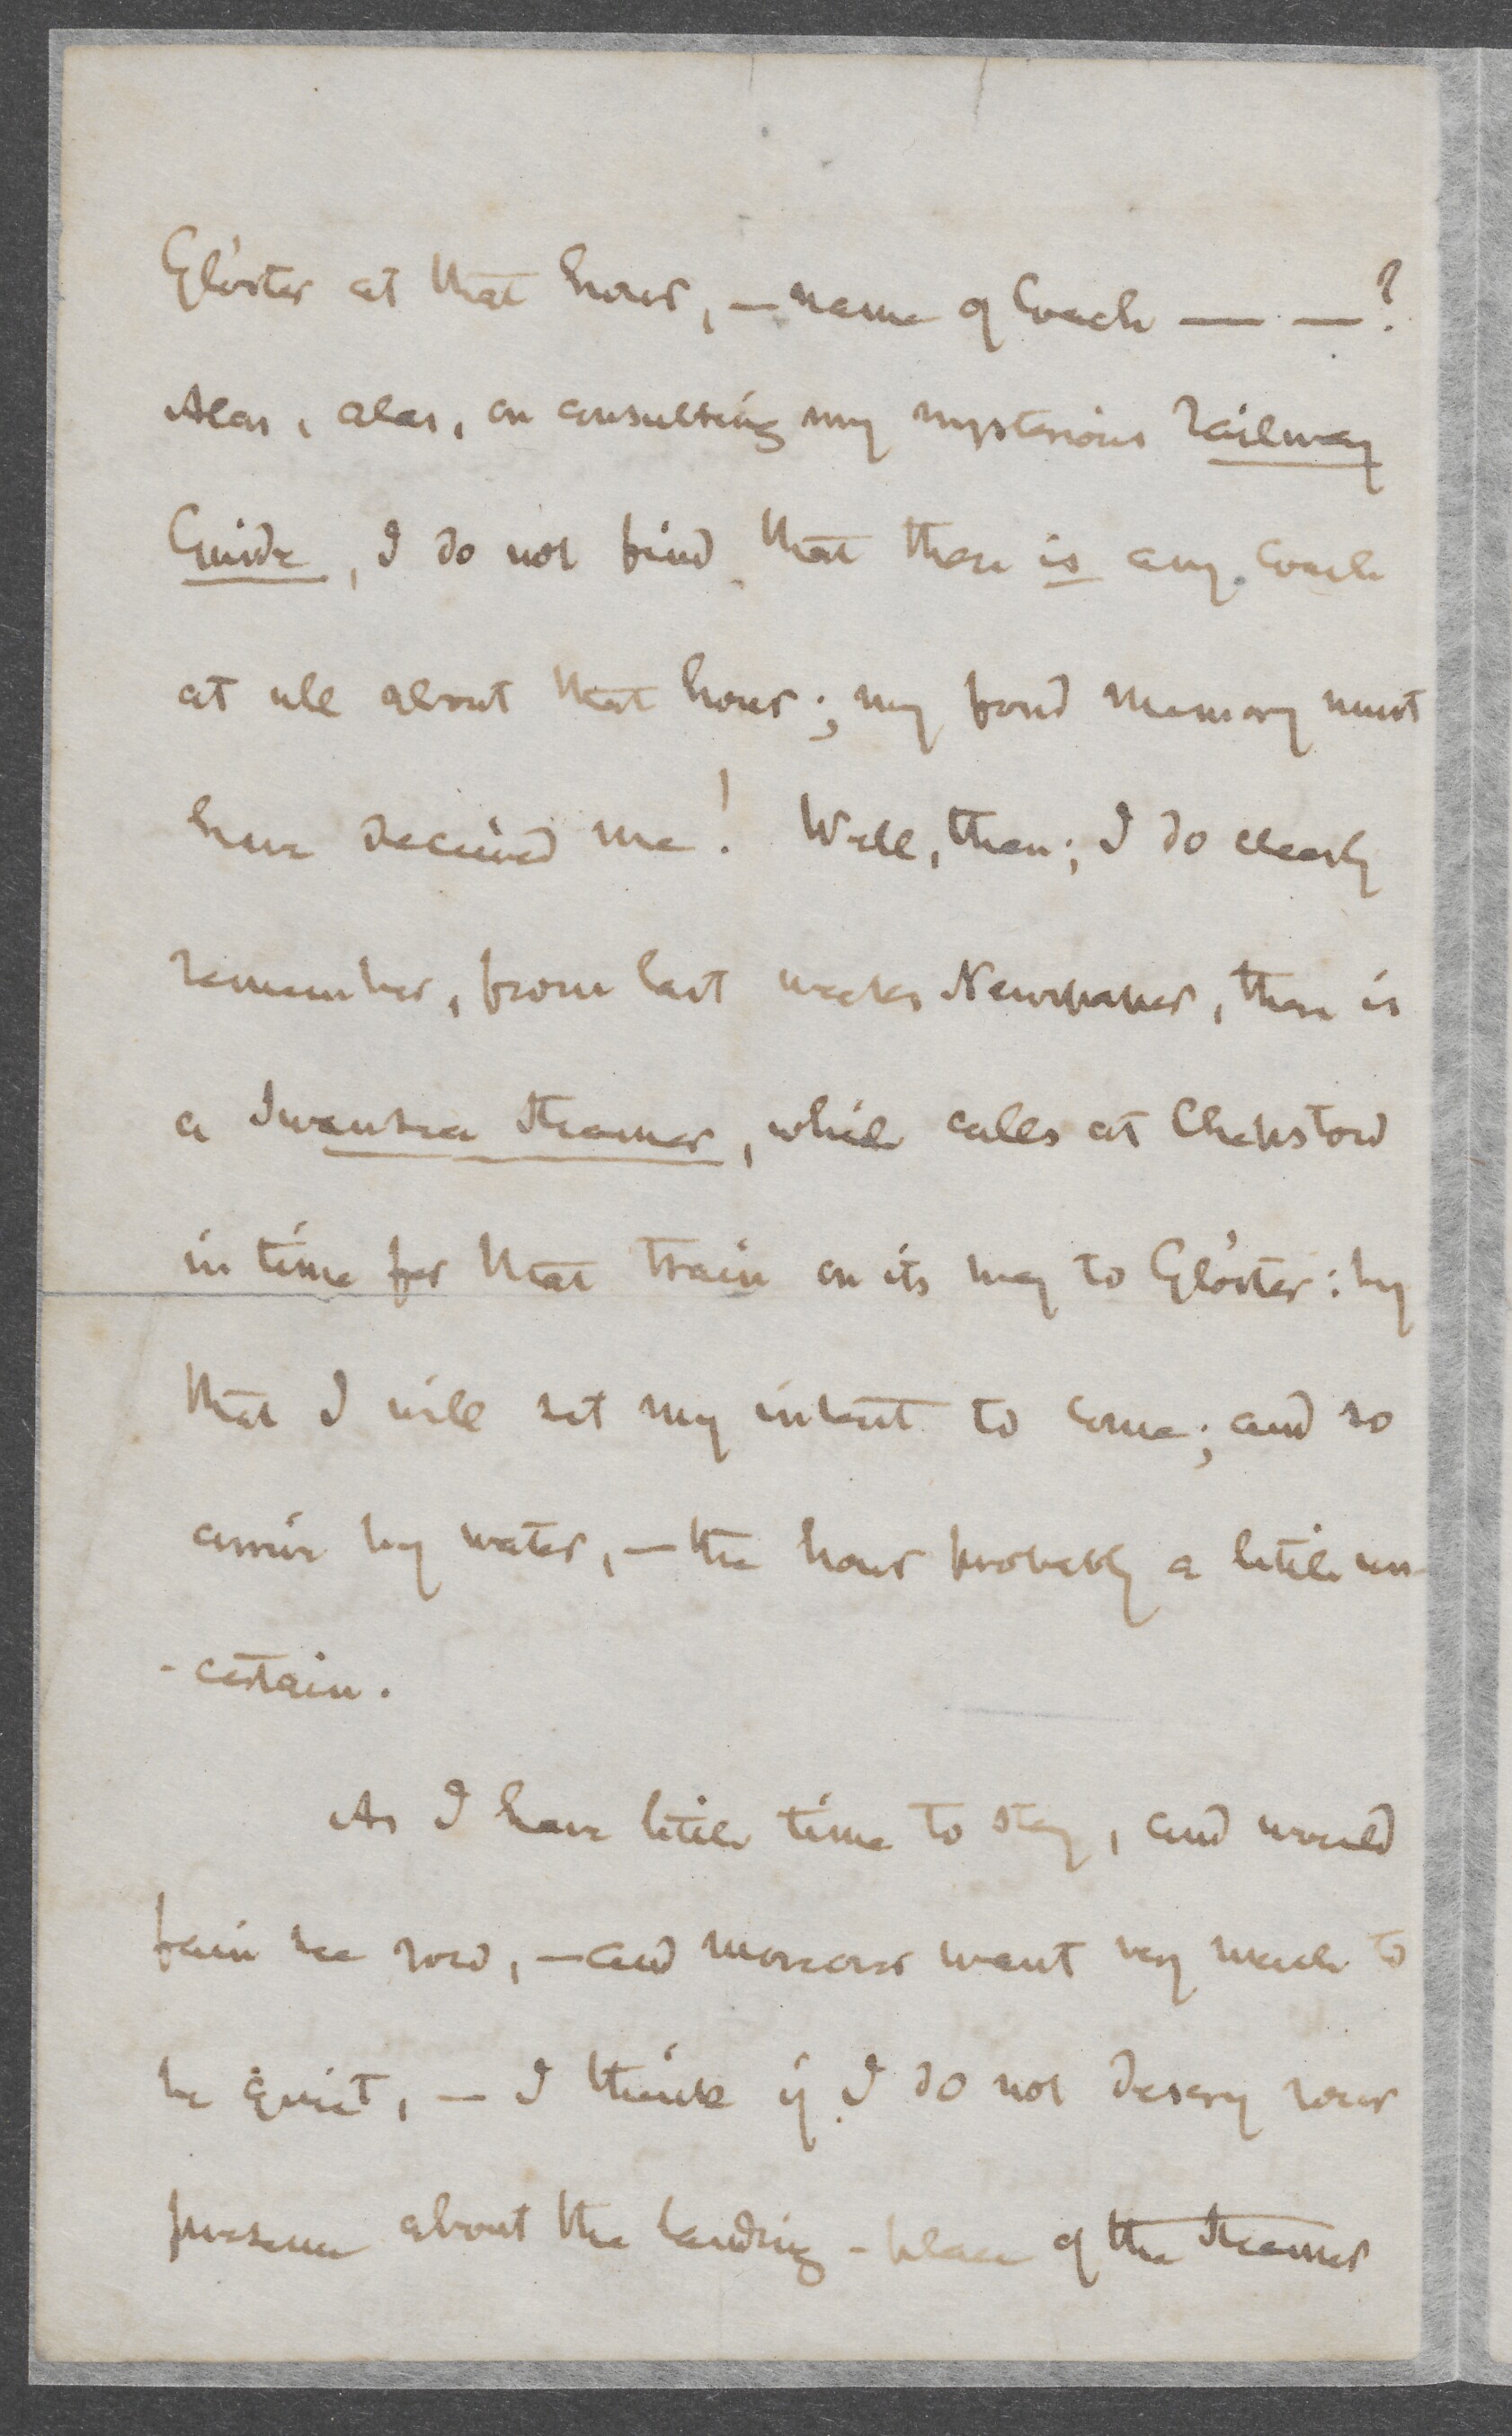 Glo'ster at that hour, — name of Coach — — ?
Alas, alas, on consulting my mysterious Railway
Guide, I do not find that there is any Coach
at all about that hour; my fond memory must
have deceived me! Well, then; I do clearly
remember, from last weeks Newspaper, there is
a Swansea Steamer, which calls at Chepstow
in time for that train on its way to Glo'ster: by
that I will set my intent to come; and so
arrive by water, — the hour probably a little un-
-certain.
As I have little time to stay, and would
fain see you, — and moreover want very much to
be quiet, — I think if I do not descry your
presence about the landing-place of the Steamer